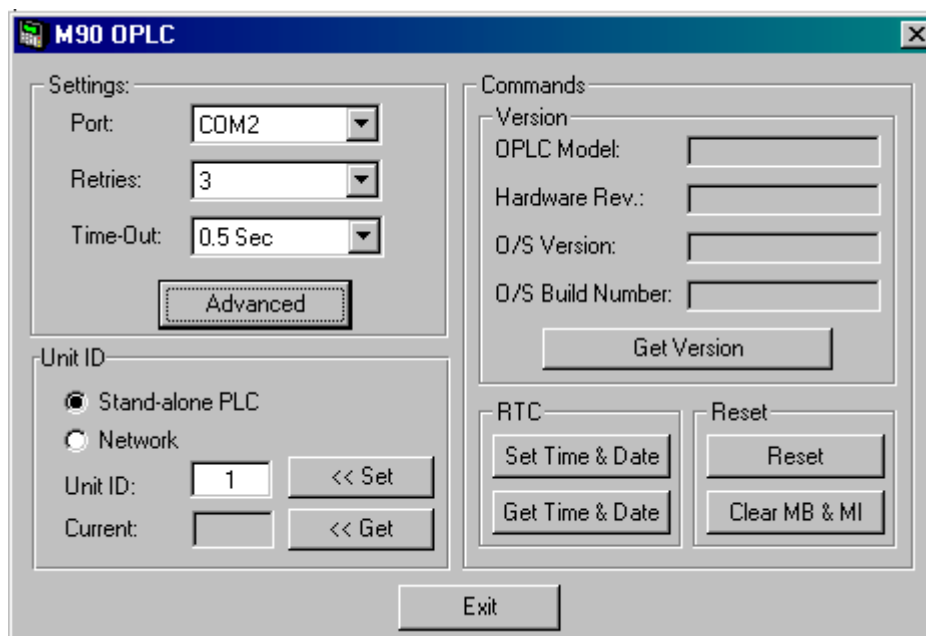 M90 OPLC
Settings:
Port: COM2
Retries: 3
Time-Out: 0.5 Sec
Advanced
Unit ID
Stand-alone PLC
Network
Unit ID: 1 << Set
Current: << Get
Commands
Version
OPLC Model:
Hardware Rev.:
O/S Version:
O/S Build Number:
Get Version
RTC
Set Time & Date
Get Time & Date
Reset
Reset
Clear MB & MI
Exit